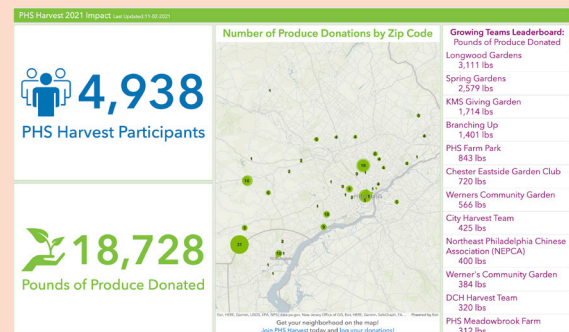 PHS Harvest 2021 Impact Last Updated:11-02-2021
4,938
PHS Harvest Participants
18,728
Pounds of Produce Donated
Number of Produce Donations by Zip Code
Get your neighborhood on the map!
Join PHS Harvest today and log your donations!
Growing Teams Leaderboard:
Pounds of Produce Donated
Longwood Gardens
3,111 lbs
Spring Gardens
2,579 lbs
KMS Giving Garden
1,714 lbs
Branching Up
1,401 lbs
PHS Farm Park
843 lbs
Chester Eastside Garden Club
720 lbs
Werners Community Garden
566 lbs
City Harvest Team
425 lbs
Northeast Philadelphia Chinese
Association (NEPCA)
400 lbs
Werner's Community Garden
384 lbs
DCH Harvest Team
320 lbs
PHS Meadowbrook Farm
312 lbs